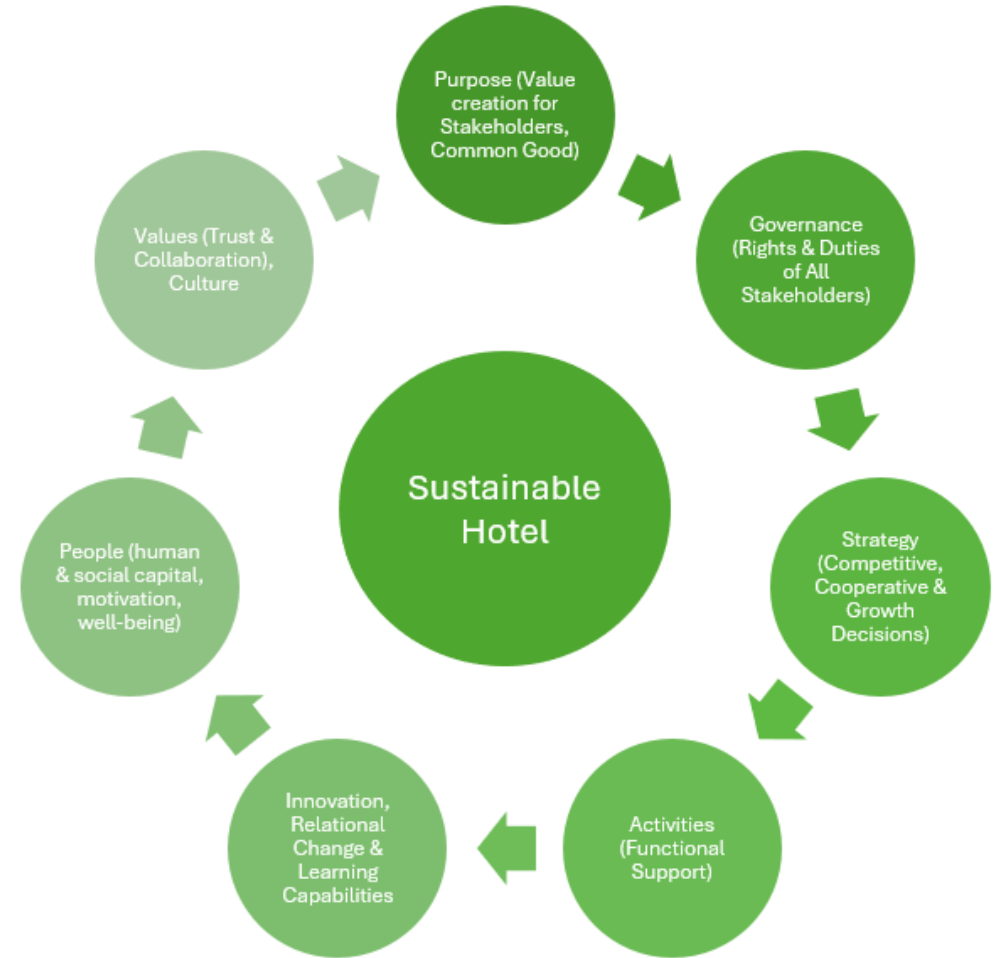 Purpose (Value
creation for
Stakeholders,
Common Good)
Governance
(Rights & Duties
of All
Stakeholders)
Strategy
(Competitive,
Cooperative &
Growth
Decisions)
Activities
(Functional
Support)
Innovation,
Relational
Change &
Learning
Capabilities
People (human
& social capital,
motivation,
well-being)
Values (Trust &
Collaboration),
Culture
Sustainable
Hotel